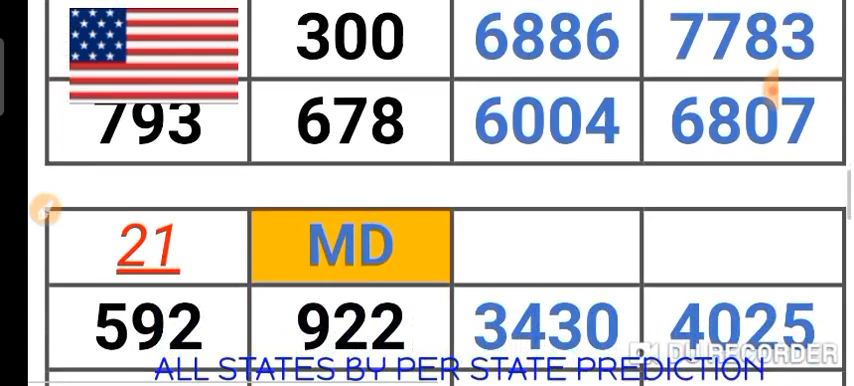 300 6886 7783
793 678 6004 6807
21 MD
592 922 3430 4025
DU RECORDER
ALL STATES BY PER STATE PREDICTION